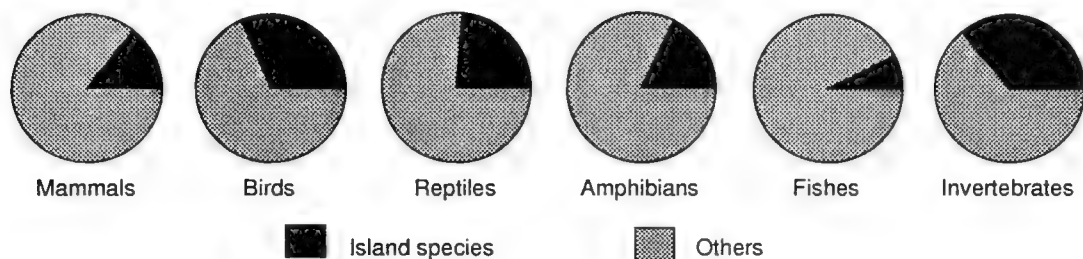 Mammals Birds Reptiles Amphibians Fishes Invertebrates
Island species Others